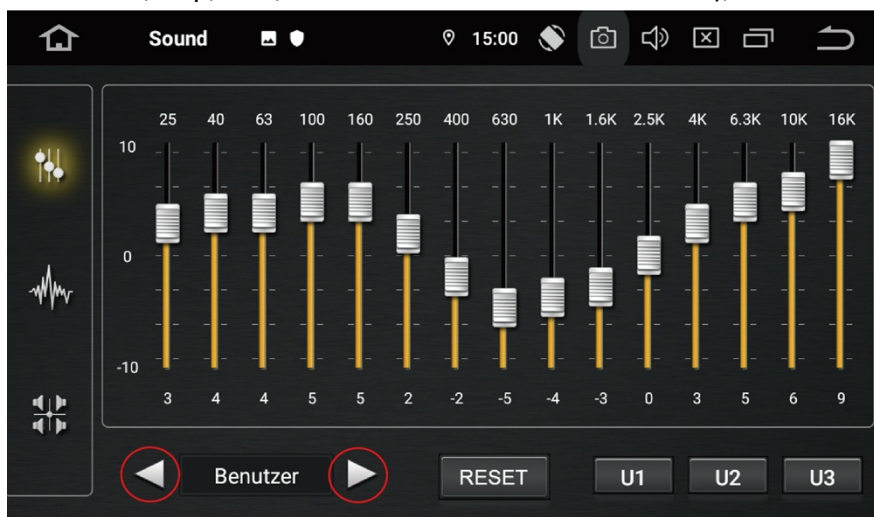 Sound 15:00
25 40 63 100 160 250 400 630 1K 1.6K 2.5K 4K 6.3K 10K 16K
10
0
-10
3 4 4 5 5 2 -2 -5 -4 -3 0 3 5 6 9
Benutzer RESET U1 U2 U3